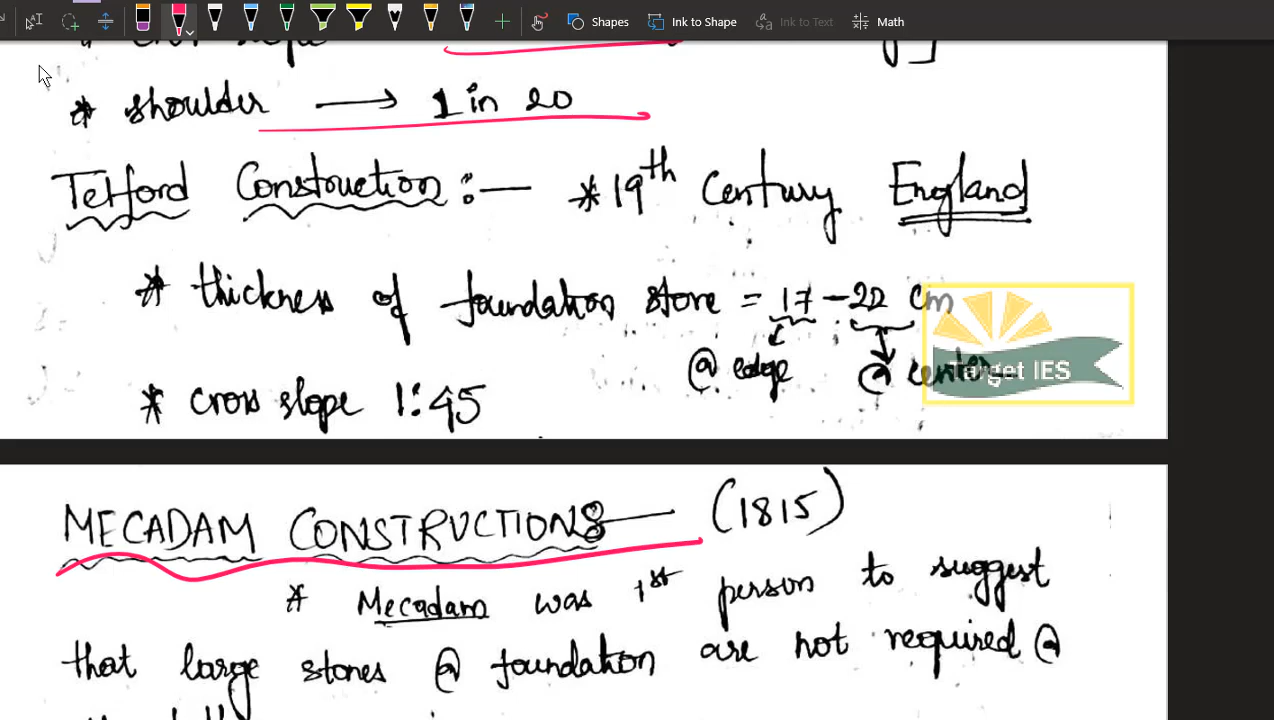 Shapes Ink to Shape Ink to Text Math
* shoulder → 1 in 20
Telford Construction :— * 19th Century England
* thickness of foundation store = 17 – 22 cm
@ edge @ center
Target IES
* cross slope 1:45
MECADAM CONSTRUCTIONS— (1815)
* Mecadam was 1st person to suggest
that large stones @ foundation are not required @